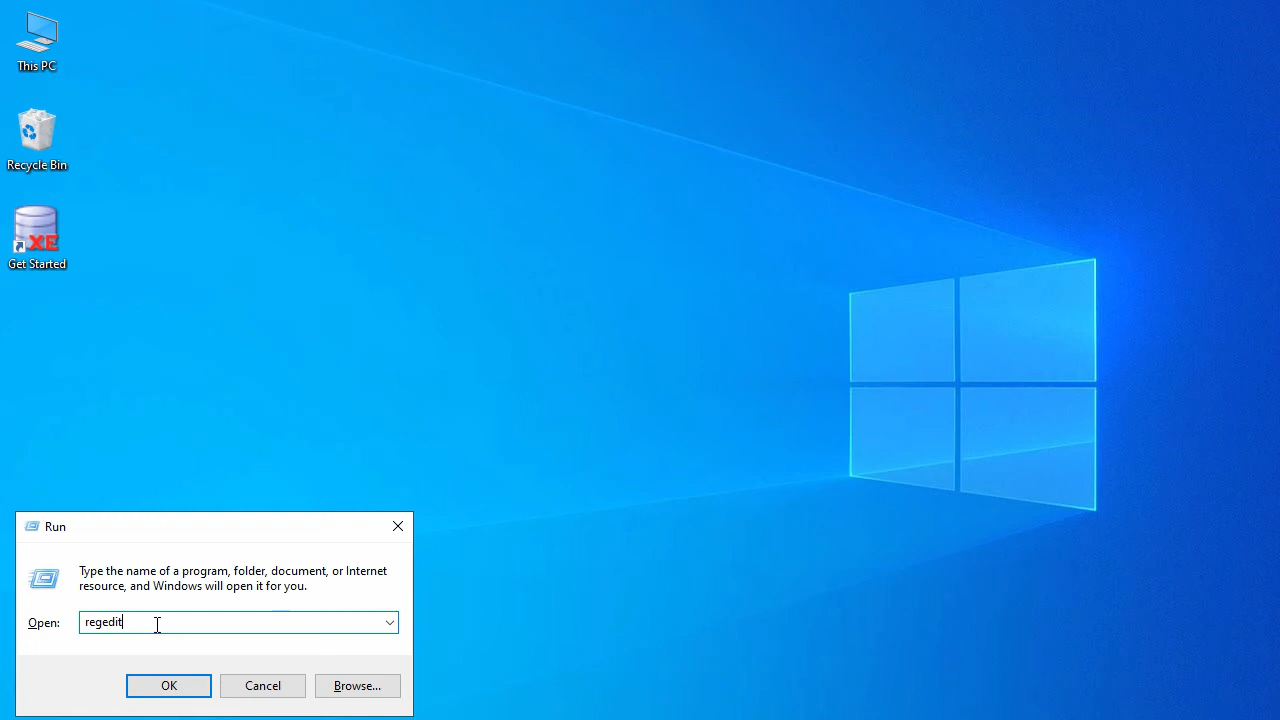 This PC
Recycle Bin
XE
Get Started
Run
Type the name of a program, folder, document, or Internet
resource, and Windows will open it for you.
Open: regedit
OK Cancel Browse...